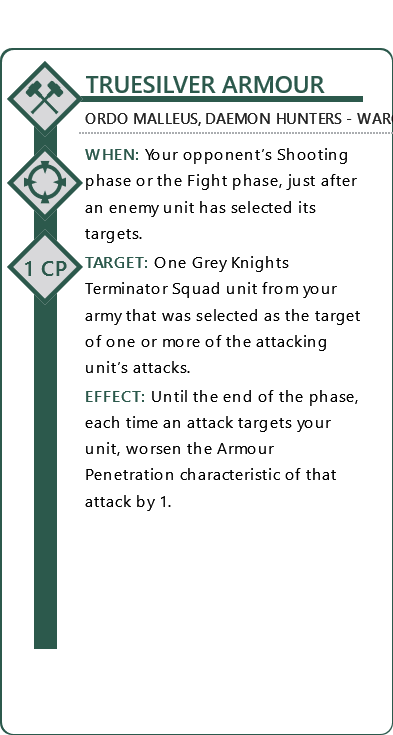 TRUESILVER ARMOUR
ORDO MALLEUS, DAEMON HUNTERS - WAR
WHEN: Your opponent's Shooting
phase or the Fight phase, just after
an enemy unit has selected its
targets.
1 CP
TARGET: One Grey Knights
Terminator Squad unit from your
army that was selected as the target
of one or more of the attacking
unit's attacks.
EFFECT: Until the end of the phase,
each time an attack targets your
unit, worsen the Armour
Penetration characteristic of that
attack by 1.